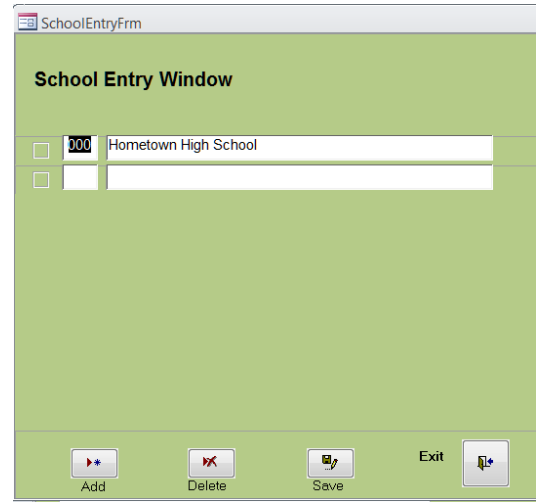 SchoolEntryFrm
School Entry Window
000 Hometown High School
Exit
Add Delete Save